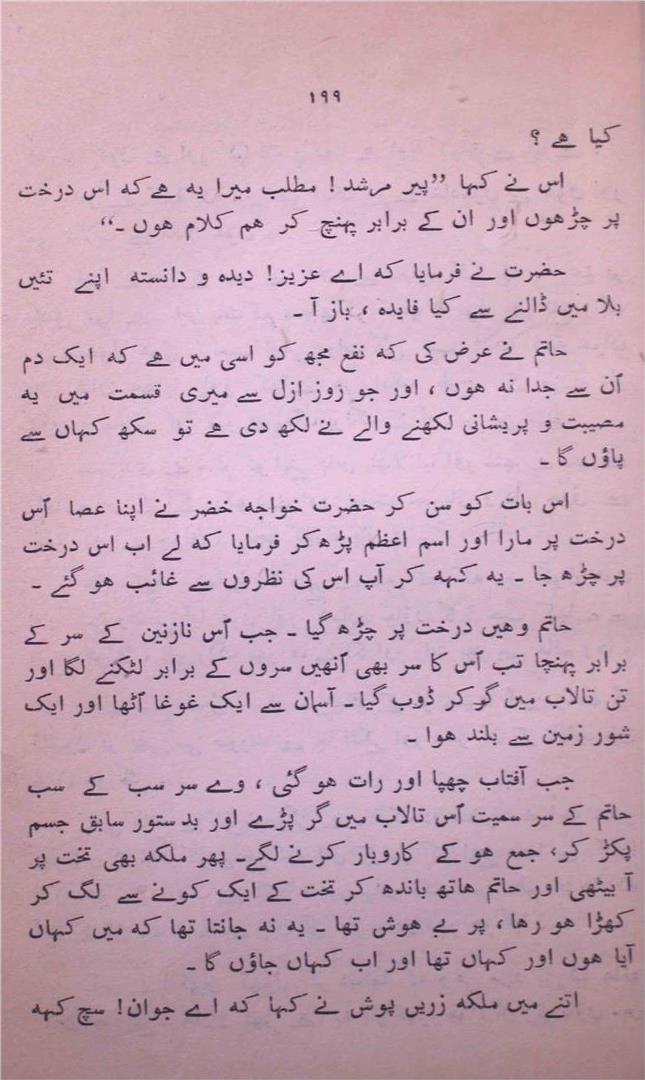 ۱۹۹
کیا ہے ؟
اس نے کہا ”پیر مرشد! مطلب میرا یہ ہے کہ اس درخت
پر چڑھوں اور ان کے برابر پہنچ کر ہم کلام ہوں ۔“
حضرت نے فرمایا کہ اے عزیز! دیدہ و دانستہ اپنے تئیں
بلا میں ڈالنے سے کیا فایدہ ، باز آ ۔
حاتم نے عرض کی کہ نفع مجھ کو اسی میں ہے کہ ایک دم
اُن سے جدا نہ ہوں ، اور جو روز ازل سے میری قسمت میں یہ
مصیبت و پریشانی لکھنے والے نے لکھ دی ہے تو سکھ کہاں سے
پاؤں گا ۔
اس بات کو سن کر حضرت خواجہ خضر نے اپنا عصا اُس
درخت پر مارا اور اسم اعظم پڑھ کر فرمایا کہ لے اب اس درخت
پر چڑھ جا ۔ یہ کہہ کر آپ اس کی نظروں سے غائب ہو گئے ۔
حاتم وہیں درخت پر چڑھ گیا ۔ جب اُس نازنین کے سر کے
برابر پہنچا تب اُس کا سر بھی اُنھیں سروں کے برابر لٹکنے لگا اور
تن تالاب میں گر کر ڈوب گیا ۔ آسمان سے ایک غوغا اُٹھا اور ایک
شور زمین سے بلند ہوا ۔
جب آفتاب چھپا اور رات ہو گئی ، وے سر سب کے سب
حاتم کے سر سمیت اُس تالاب میں گر پڑے اور بدستور سابق جسم
پکڑ کر، جمع ہو کے کاروبار کرنے لگے۔ پھر ملکہ بھی تخت پر
آ بیٹھی اور حاتم ہاتھ باندھ کر تخت کے ایک کونے سے لگ کر
کھڑا ہو رہا، پر بے ہوش تھا ۔ یہ نہ جانتا تھا کہ میں کہاں
آیا ہوں اور کہاں تھا اور اب کہاں جاؤں گا ۔
اتنے میں ملکہ زریں پوش نے کہا کہ اے جوان! سچ کہہ